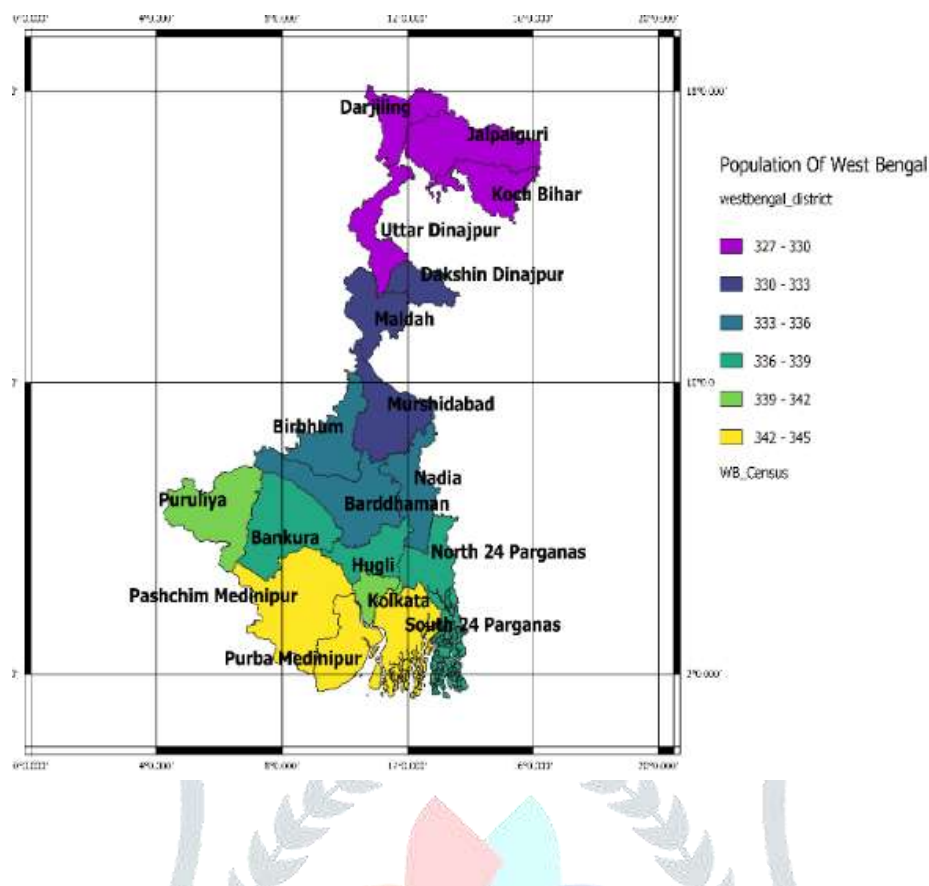 Darjiling
Jalpaiguri
Koch Bihar
Uttar Dinajpur
Dakshin Dinajpur
Maldah
Murshidabad
Birbhum
Nadia
Puruliya
Barddhaman
Bankura
North 24 Parganas
Hugli
Pashchim Medinipur
Kolkata
South 24 Parganas
Purba Medinipur
Population Of West Bengal
westbengal_district
327 - 330
330 - 333
333 - 336
336 - 339
339 - 342
342 - 345
WB_Census